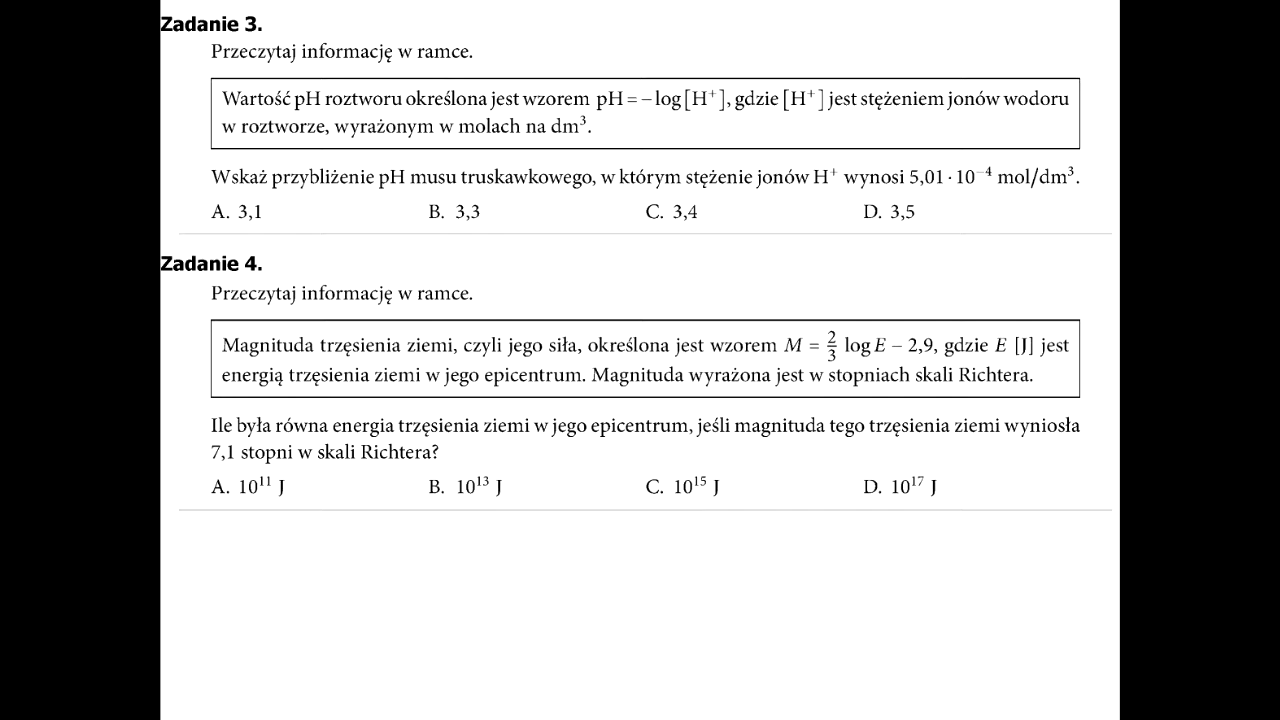 Zadanie 3.
Przeczytaj informację w ramce.
Wartość pH roztworu określona jest wzorem pH = − log[H⁺], gdzie [H⁺] jest stężeniem jonów wodoru
w roztworze, wyrażonym w molach na dm³.
Wskaż przybliżenie pH musu truskawkowego, w którym stężenie jonów H⁺ wynosi 5,01 · 10⁻⁴ mol/dm³.
A. 3,1 B. 3,3 C. 3,4 D. 3,5
Zadanie 4.
Przeczytaj informację w ramce.
Magnituda trzęsienia ziemi, czyli jego siła, określona jest wzorem M = 2/3 log E − 2,9, gdzie E [J] jest
energią trzęsienia ziemi w jego epicentrum. Magnituda wyrażona jest w stopniach skali Richtera.
Ile była równa energia trzęsienia ziemi w jego epicentrum, jeśli magnituda tego trzęsienia ziemi wyniosła
7,1 stopni w skali Richtera?
A. 10¹¹ J B. 10¹³ J C. 10¹⁵ J D. 10¹⁷ J